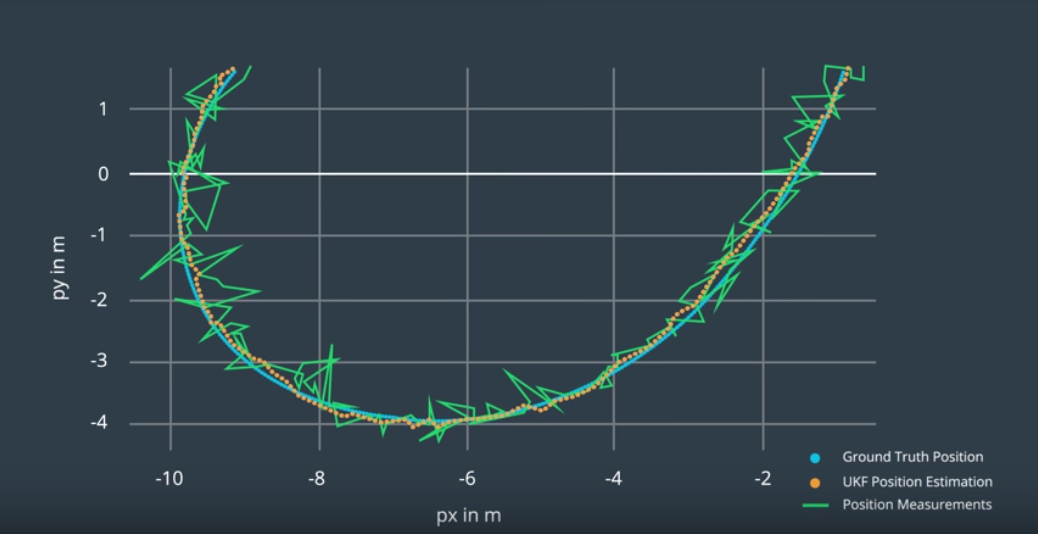 1
0
-1
-2
-3
-4
py in m
-10 -8 -6 -4 -2
px in m
Ground Truth Position
UKF Position Estimation
Position Measurements